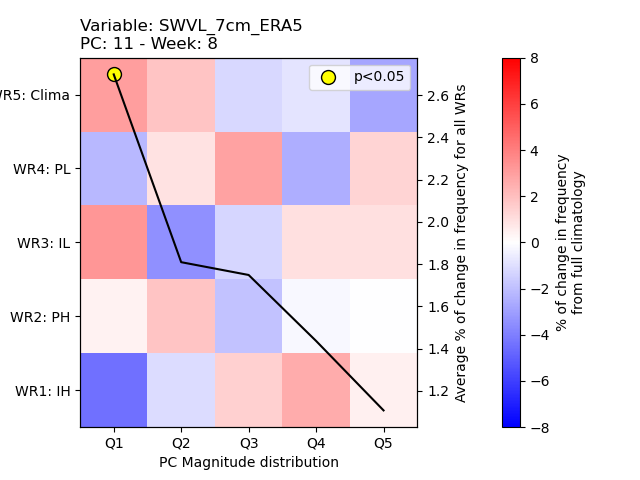 Variable: SWVL_7cm_ERA5
PC: 11 - Week: 8
p<0.05
WR5: Clima
WR4: PL
WR3: IL
WR2: PH
WR1: IH
Q1 Q2 Q3 Q4 Q5
PC Magnitude distribution
2.6
2.4
2.2
2.0
1.8
1.6
1.4
1.2
Average % of change in frequency for all WRs
8
6
4
2
0
−2
−4
−6
−8
% of change in frequency
from full climatology